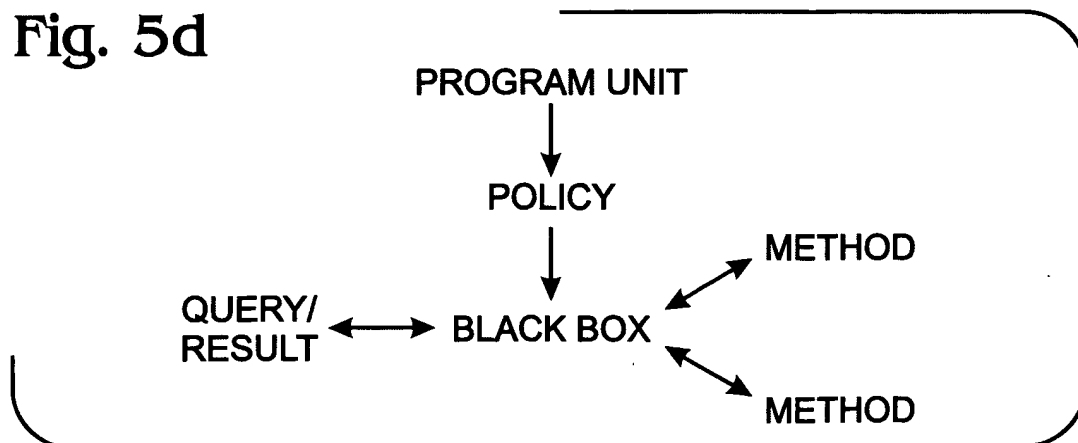 Fig. 5d
PROGRAM UNIT
POLICY
METHOD
QUERY/
RESULT
BLACK BOX
METHOD